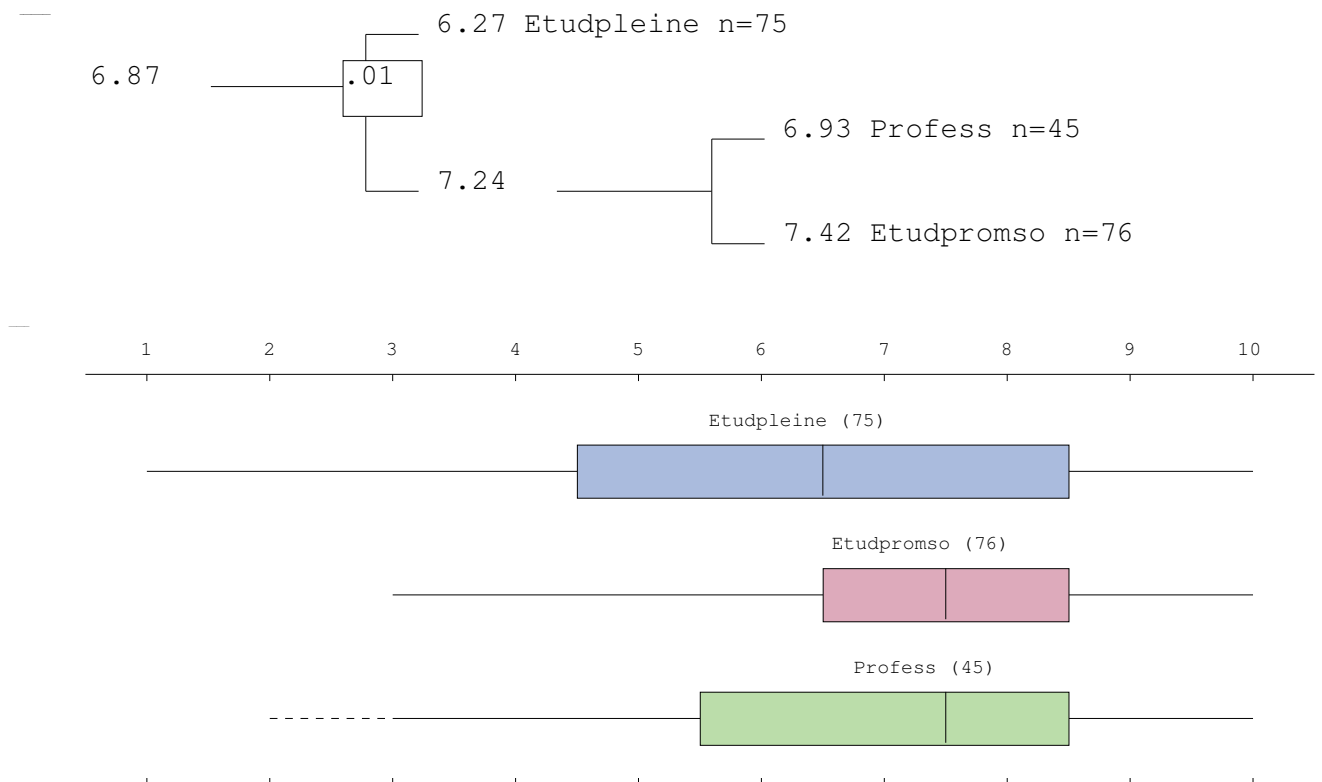 6.27 Etudpleine n=75
6.87 .01
6.93 Profess n=45
7.24
7.42 Etudpromso n=76
1 2 3 4 5 6 7 8 9 10
Etudpleine (75)
Etudpromso (76)
Profess (45)